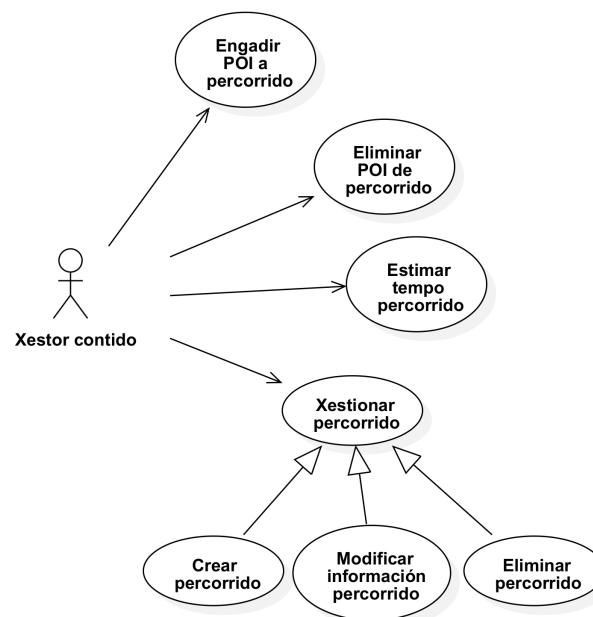 Engadir
POI a
percorrido
Eliminar
POI de
percorrido
Estimar
tempo
percorrido
Xestor contido
Xestionar
percorrido
Crear
percorrido
Modificar
información
percorrido
Eliminar
percorrido